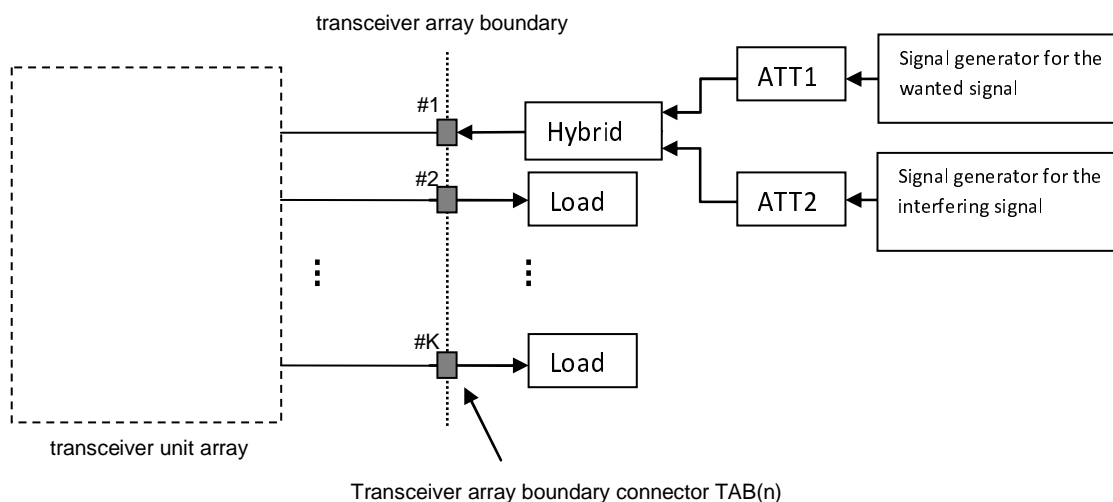 transceiver array boundary
Signal generator for the
wanted signal
ATT1
#1
Hybrid
#2
Load
ATT2
Signal generator for the
interfering signal
#K
Load
transceiver unit array
Transceiver array boundary connector TAB(n)